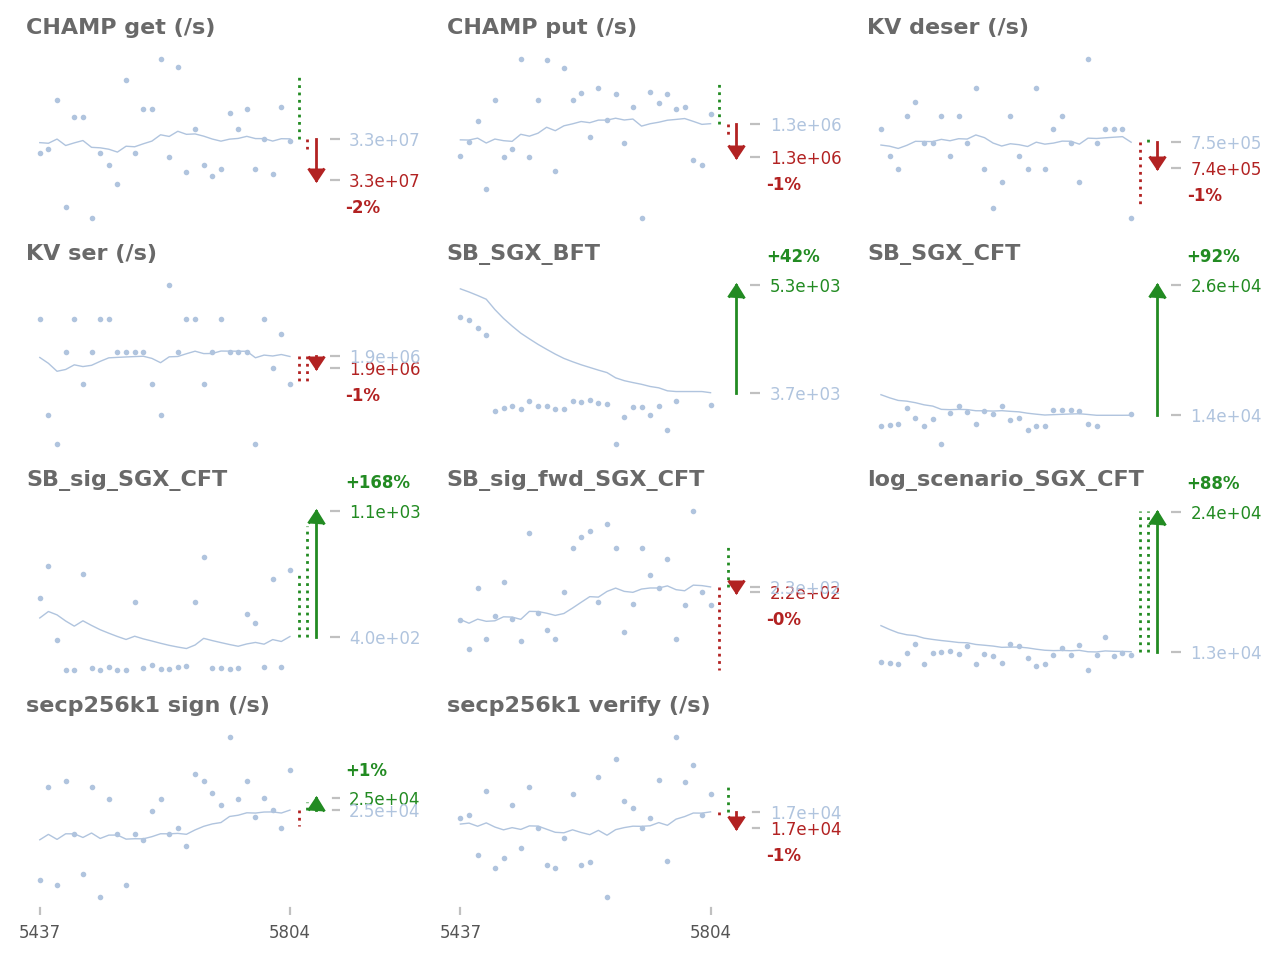 CHAMP get (/s)
3.3e+07
3.3e+07
-2%
CHAMP put (/s)
1.3e+06
1.3e+06
-1%
KV deser (/s)
7.5e+05
7.4e+05
-1%
KV ser (/s)
1.9e+06
1.9e+06
-1%
SB_SGX_BFT
+42%
5.3e+03
3.7e+03
SB_SGX_CFT
+92%
2.6e+04
1.4e+04
SB_sig_SGX_CFT
+168%
1.1e+03
4.0e+02
SB_sig_fwd_SGX_CFT
2.2e+02
-0%
log_scenario_SGX_CFT
+88%
2.4e+04
1.3e+04
secp256k1 sign (/s)
+1%
2.5e+04
2.5e+04
5437
5804
secp256k1 verify (/s)
1.7e+04
1.7e+04
-1%
5437
5804